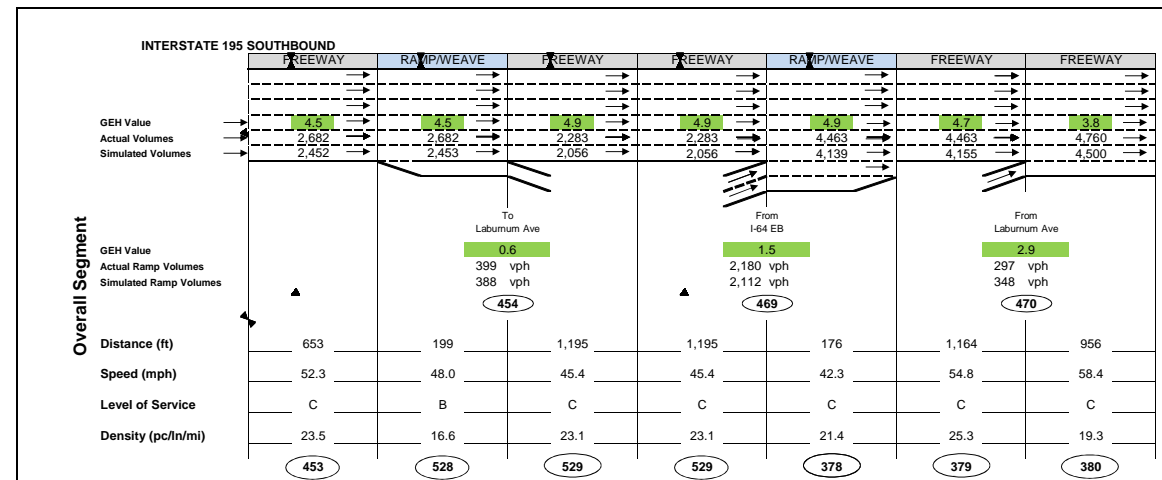 INTERSTATE 195 SOUTHBOUND
FREEWAY RAMP/WEAVE FREEWAY FREEWAY RAMP/WEAVE FREEWAY FREEWAY
GEH Value 4.5 4.5 4.9 4.9 4.9 4.7 3.8
Actual Volumes 2,682 2,682 2,283 2,283 4,463 4,463 4,760
Simulated Volumes 2,452 2,453 2,056 2,056 4,139 4,155 4,500
To From From
Laburnum Ave I-64 EB Laburnum Ave
Overall Segment
GEH Value 0.6 1.5 2.9
Actual Ramp Volumes 399 vph 2,180 vph 297 vph
Simulated Ramp Volumes 388 vph 2,112 vph 348 vph
454 469 470
Distance (ft) 653 199 1,195 1,195 176 1,164 956
Speed (mph) 52.3 48.0 45.4 45.4 42.3 54.8 58.4
Level of Service C B C C C C C
Density (pc/ln/mi) 23.5 16.6 23.1 23.1 21.4 25.3 19.3
453 528 529 529 378 379 380